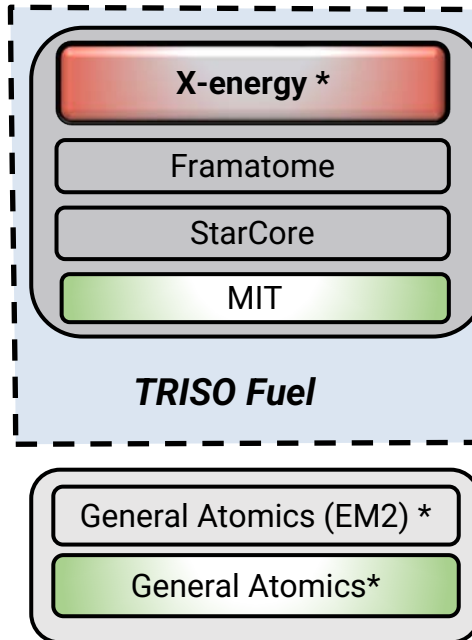 X-energy *
Framatome
StarCore
MIT
TRISO Fuel
General Atomics (EM2) *
General Atomics*